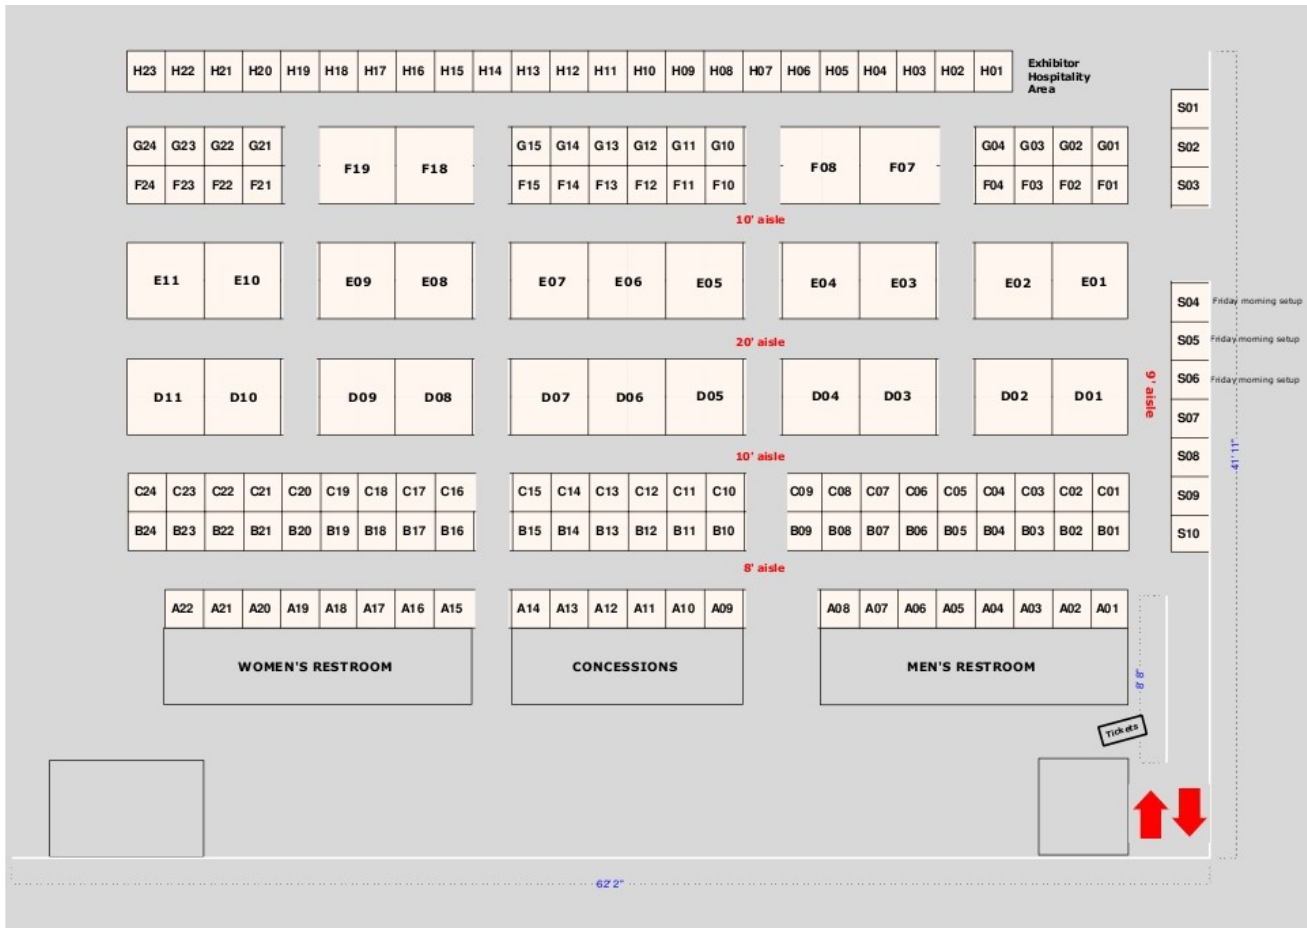 H23 H22 H21 H20 H19 H18 H17 H16 H15 H14 H13 H12 H11 H10 H09 H08 H07 H06 H05 H04 H03 H02 H01
Exhibitor
Hospitality
Area
S01
G24 G23 G22 G21 G15 G14 G13 G12 G11 G10 G04 G03 G02 G01 S02
F19 F18 F08 F07
F24 F23 F22 F21 F15 F14 F13 F12 F11 F10 F04 F03 F02 F01 S03
10' aisle
E11 E10 E09 E08 E07 E06 E05 E04 E03 E02 E01
S04 Friday morning setup
20' aisle
S05 Friday morning setup
S06 Friday morning setup
9' aisle
D11 D10 D09 D08 D07 D06 D05 D04 D03 D02 D01
S07
10' aisle
S08
41' 11"
C24 C23 C22 C21 C20 C19 C18 C17 C16 C15 C14 C13 C12 C11 C10 C09 C08 C07 C06 C05 C04 C03 C02 C01 S09
B24 B23 B22 B21 B20 B19 B18 B17 B16 B15 B14 B13 B12 B11 B10 B09 B08 B07 B06 B05 B04 B03 B02 B01 S10
8' aisle
A22 A21 A20 A19 A18 A17 A16 A15 A14 A13 A12 A11 A10 A09 A08 A07 A06 A05 A04 A03 A02 A01
WOMEN'S RESTROOM CONCESSIONS MEN'S RESTROOM
8' 8"
Tickets
62' 2"